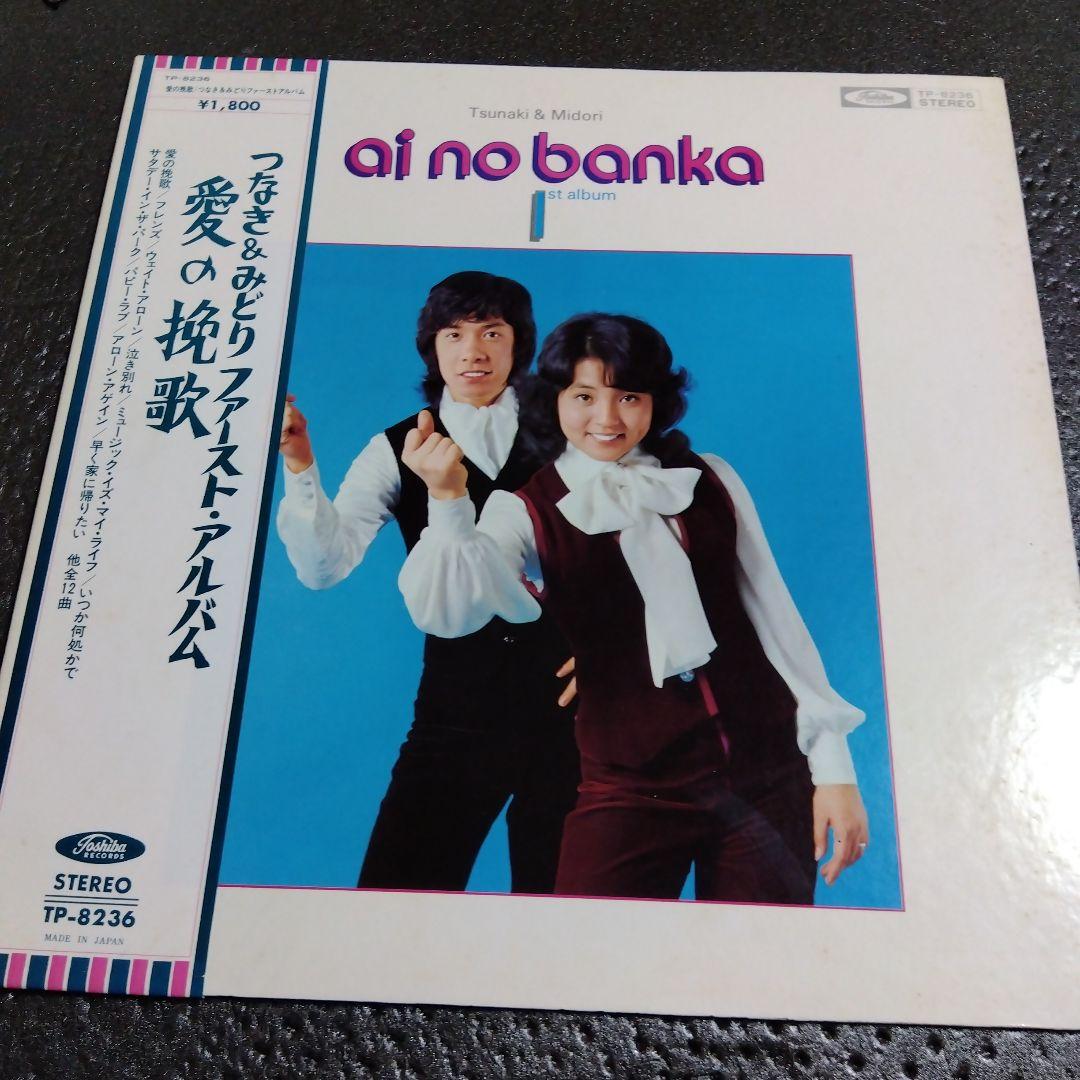 TP-8236
愛の挽歌/つなき&みどりファーストアルバム
¥1,800
つなき&みどりファースト・アルバム
愛の挽歌
愛の挽歌/フレンズ/ウェイト・アローン/泣き別れ/ミュージック・イズ・マイ・ライフ/いつか何処かで
サタデー・イン・ザ・パーク/パピー・ラブ/アローン・アゲイン/早く家に帰りたい 他全12曲
Toshiba
RECORDS
STEREO
TP-8236
MADE IN JAPAN
Tsunaki & Midori
ai no banka
1st album
Toshiba
RECORDS
TP-8236
STEREO